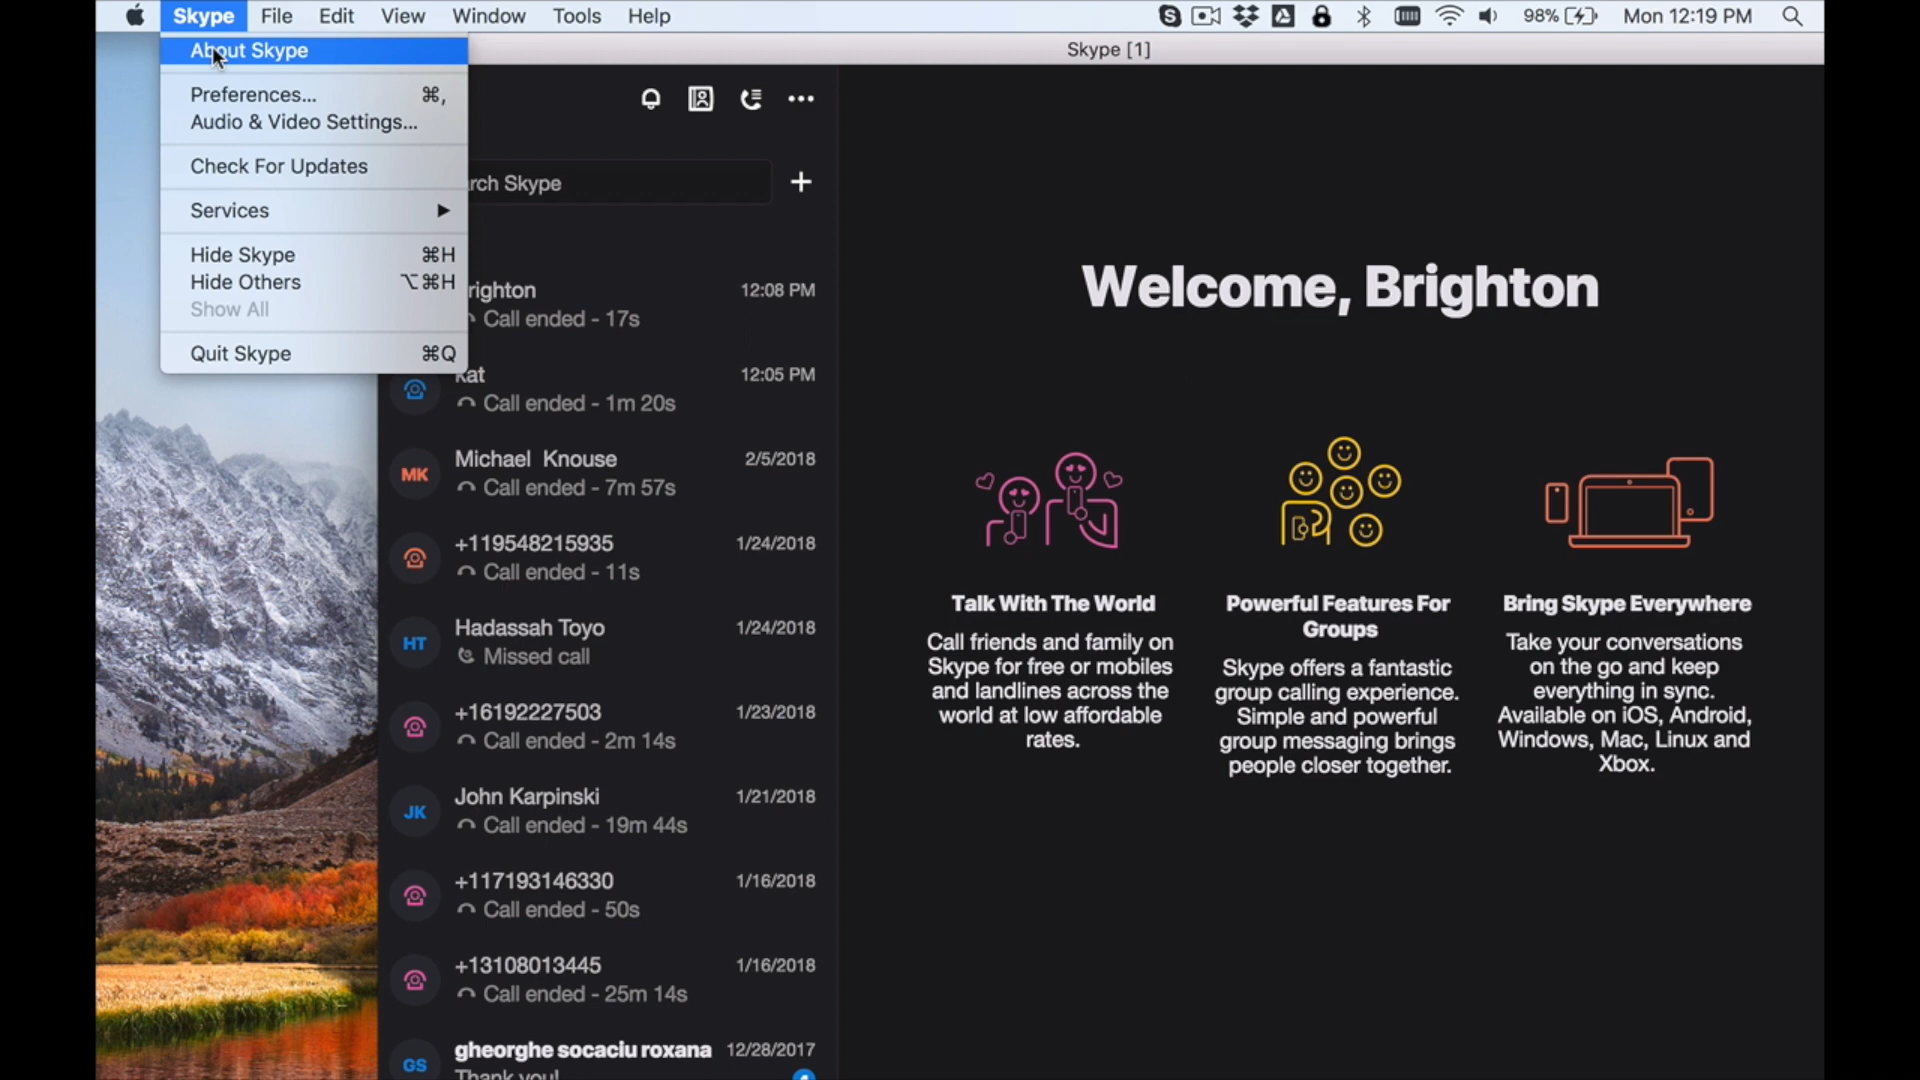 Skype File Edit View Window Tools Help
98% Mon 12:19 PM
Skype [1]
About Skype
Preferences... ⌘,
Audio & Video Settings...
Check For Updates
Services ▶
Hide Skype ⌘H
Hide Others ⌥⌘H
Show All
Quit Skype ⌘Q
rch Skype
righton 12:08 PM
Call ended - 17s
kat 12:05 PM
Call ended - 1m 20s
MK
Michael Knouse 2/5/2018
Call ended - 7m 57s
+119548215935 1/24/2018
Call ended - 11s
HT
Hadassah Toyo 1/24/2018
Missed call
+16192227503 1/23/2018
Call ended - 2m 14s
JK
John Karpinski 1/21/2018
Call ended - 19m 44s
+117193146330 1/16/2018
Call ended - 50s
+13108013445 1/16/2018
Call ended - 25m 14s
GS
gheorghe socaciu roxana 12/28/2017
Thank you!
Welcome, Brighton
Talk With The World
Call friends and family on
Skype for free or mobiles
and landlines across the
world at low affordable
rates.
Powerful Features For
Groups
Skype offers a fantastic
group calling experience.
Simple and powerful
group messaging brings
people closer together.
Bring Skype Everywhere
Take your conversations
on the go and keep
everything in sync.
Available on iOS, Android,
Windows, Mac, Linux and
Xbox.